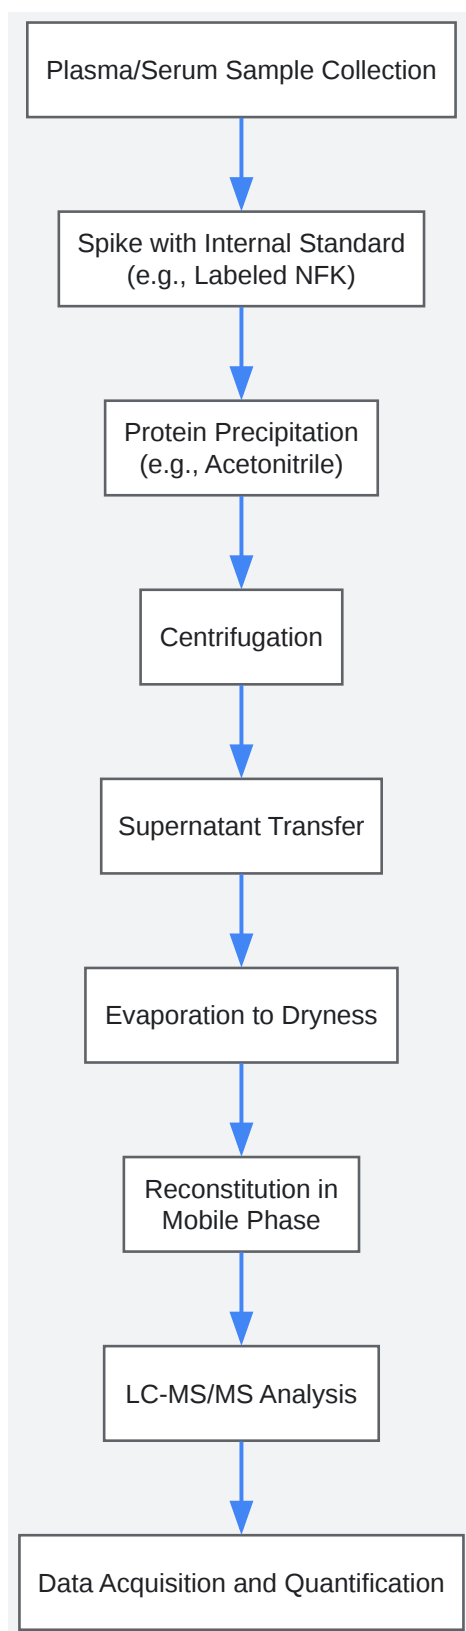 Plasma/Serum Sample Collection
Spike with Internal Standard
(e.g., Labeled NFK)
Protein Precipitation
(e.g., Acetonitrile)
Centrifugation
Supernatant Transfer
Evaporation to Dryness
Reconstitution in
Mobile Phase
LC-MS/MS Analysis
Data Acquisition and Quantification